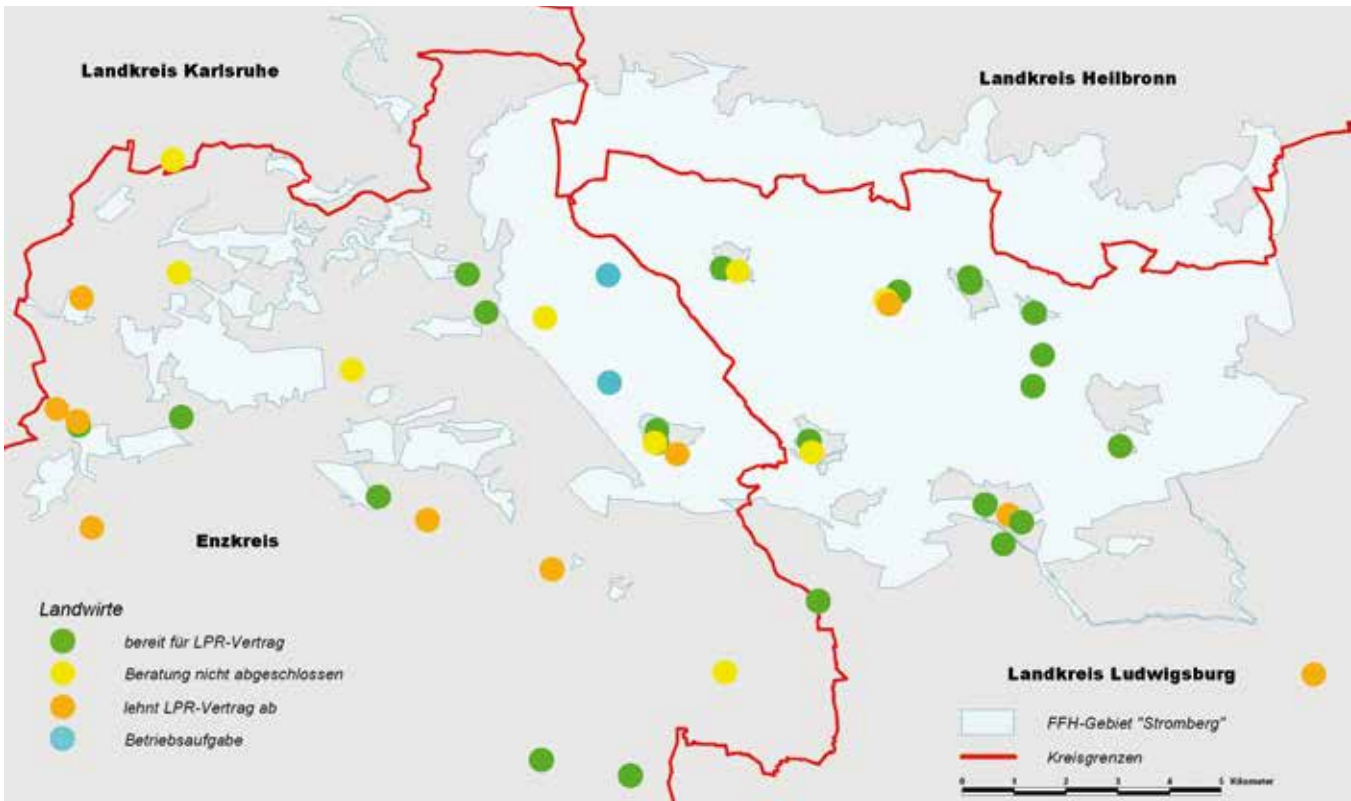 Landkreis Karlsruhe
Landkreis Heilbronn
Enzkreis
Landwirte
bereit für LPR-Vertrag
Beratung nicht abgeschlossen
lehnt LPR-Vertrag ab
Betriebsaufgabe
Landkreis Ludwigsburg
FFH-Gebiet "Stromberg"
Kreisgrenzen
0 1 2 3 4 5 Kilometer